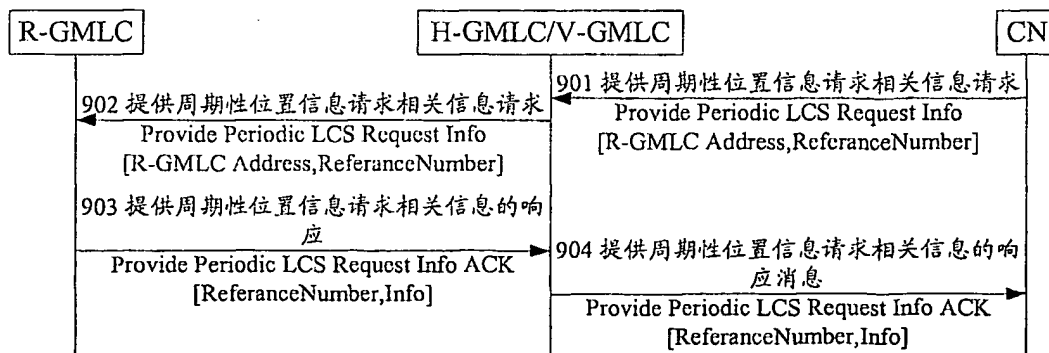 R-GMLC
H-GMLC/V-GMLC
CN
901 提供周期性位置信息请求相关信息请求
Provide Periodic LCS Request Info
[R-GMLC Address,ReferanceNumber]
902 提供周期性位置信息请求相关信息请求
Provide Periodic LCS Request Info
[R-GMLC Address,ReferanceNumber]
903 提供周期性位置信息请求相关信息的响
应
Provide Periodic LCS Request Info ACK
[ReferanceNumber,Info]
904 提供周期性位置信息请求相关信息的响
应消息
Provide Periodic LCS Request Info ACK
[ReferanceNumber,Info]